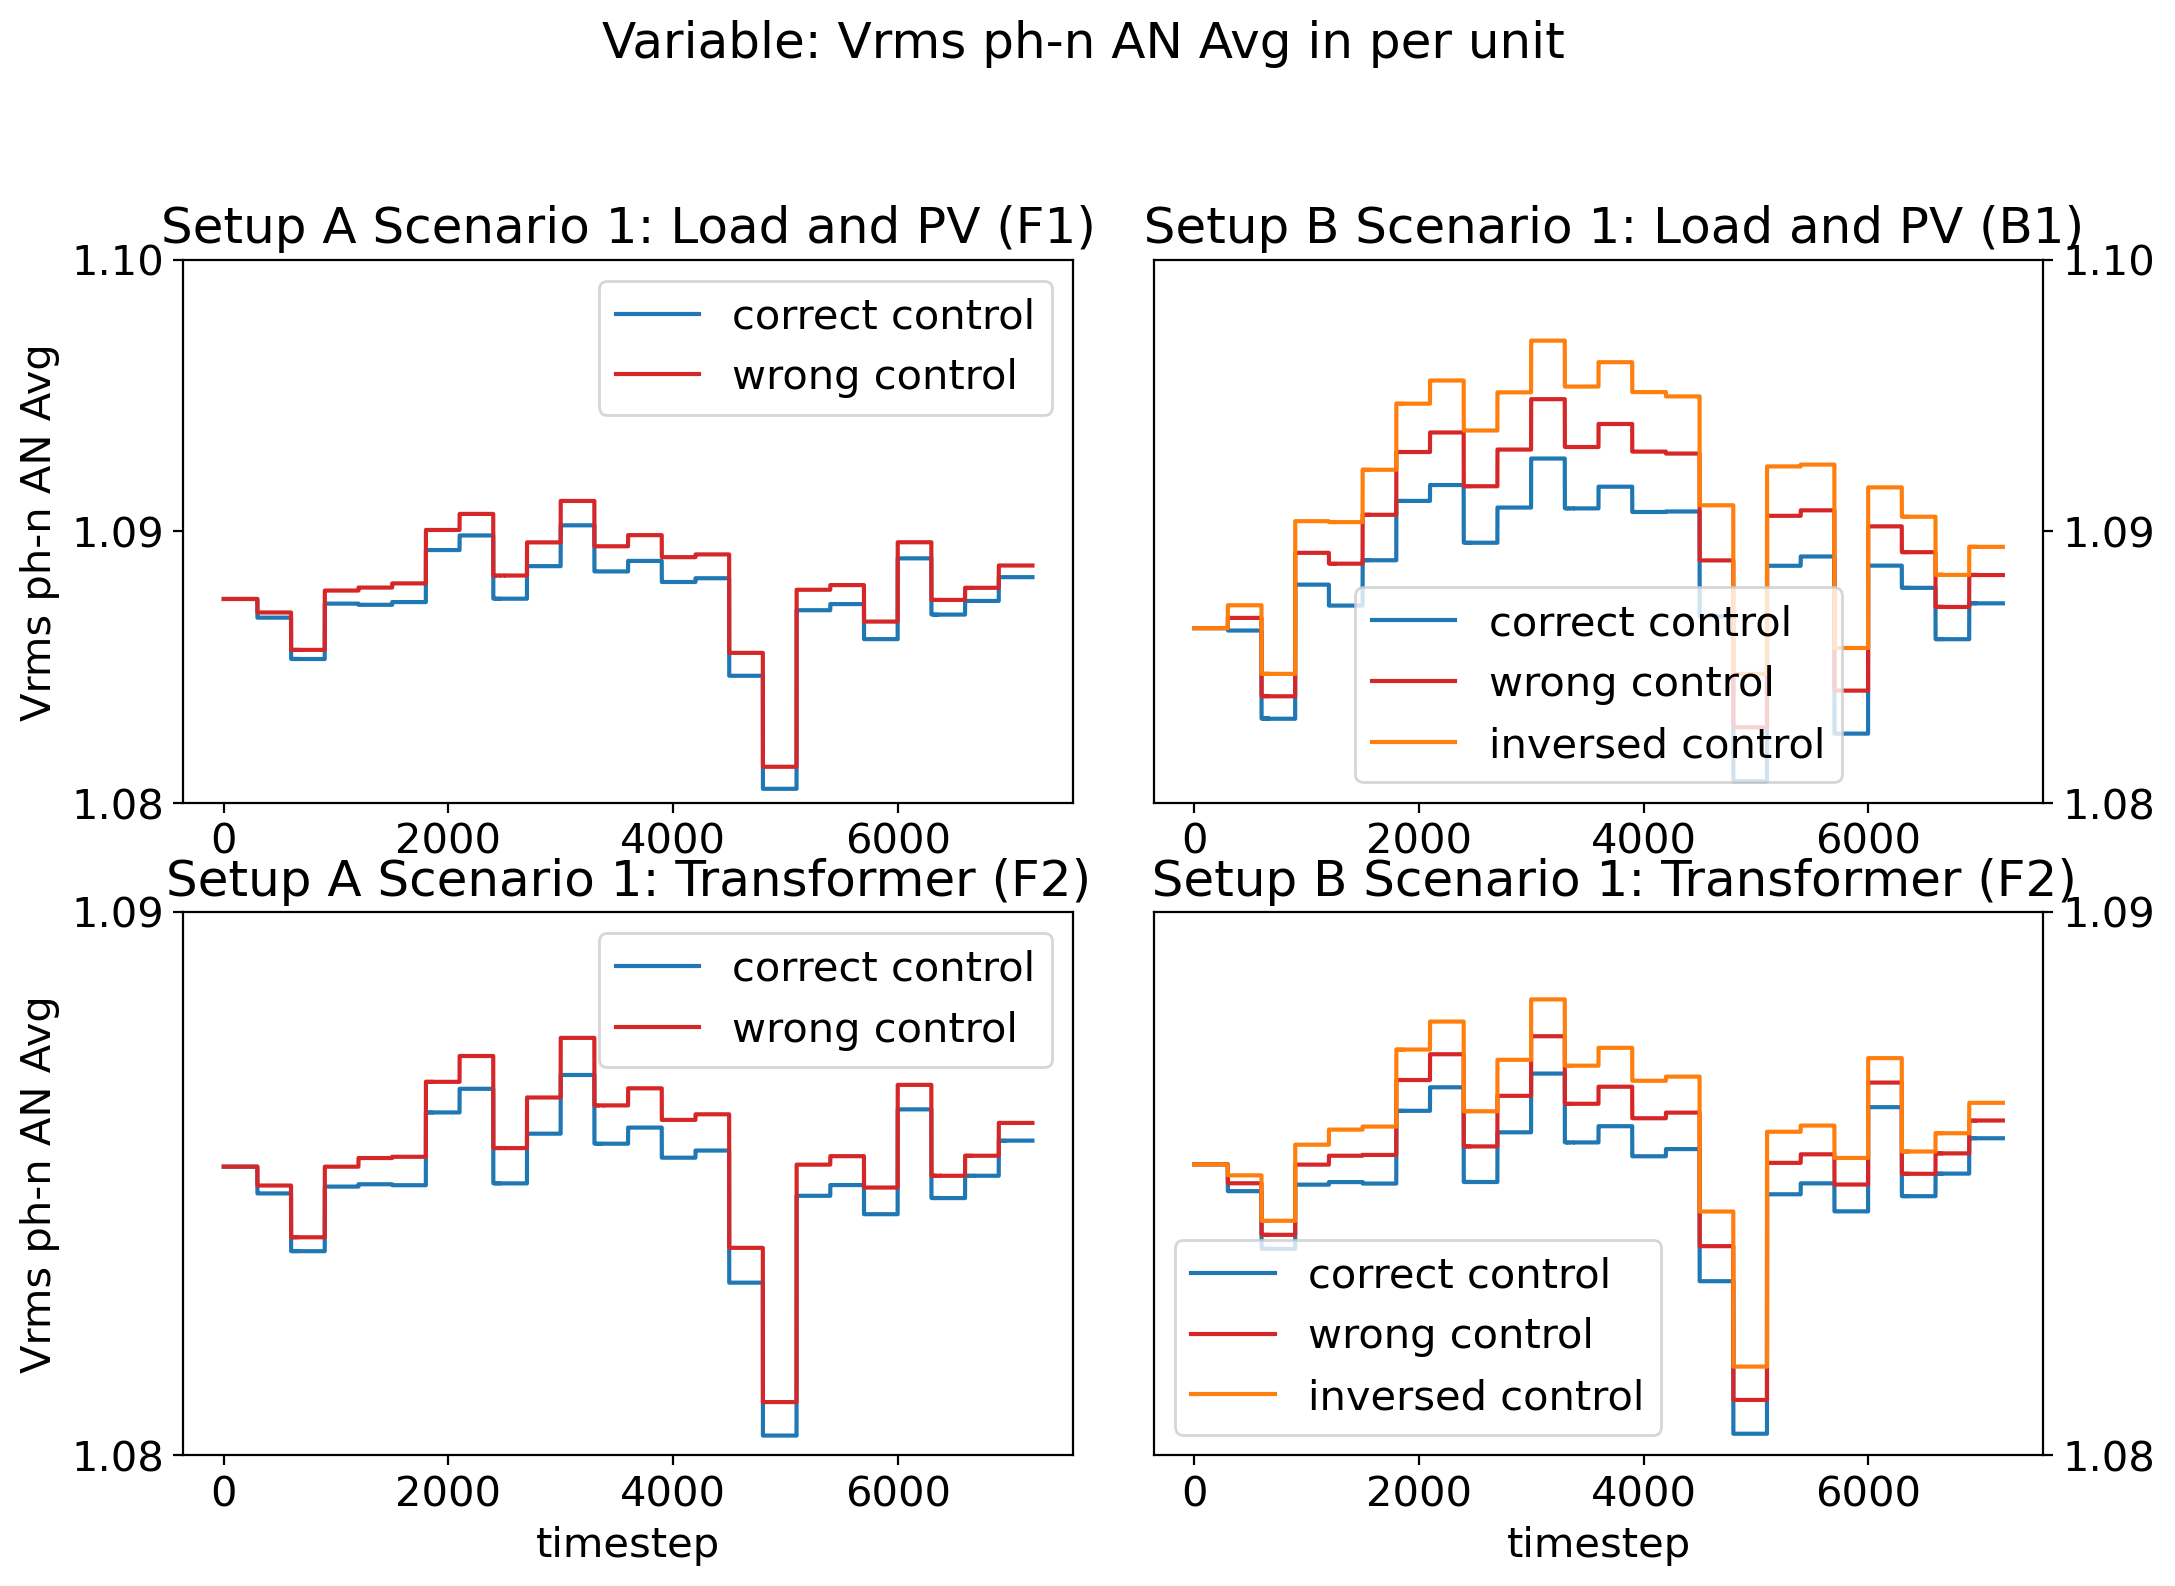 Variable: Vrms ph-n AN Avg in per unit
Setup A Scenario 1: Load and PV (F1)
Vrms ph-n AN Avg
1.10
1.09
1.08
correct control
wrong control
0 2000 4000 6000
Setup B Scenario 1: Load and PV (B1)
1.10
1.09
1.08
correct control
wrong control
inversed control
0 2000 4000 6000
Setup A Scenario 1: Transformer (F2)
Vrms ph-n AN Avg
1.09
1.08
correct control
wrong control
0 2000 4000 6000
timestep
Setup B Scenario 1: Transformer (F2)
1.09
1.08
correct control
wrong control
inversed control
0 2000 4000 6000
timestep